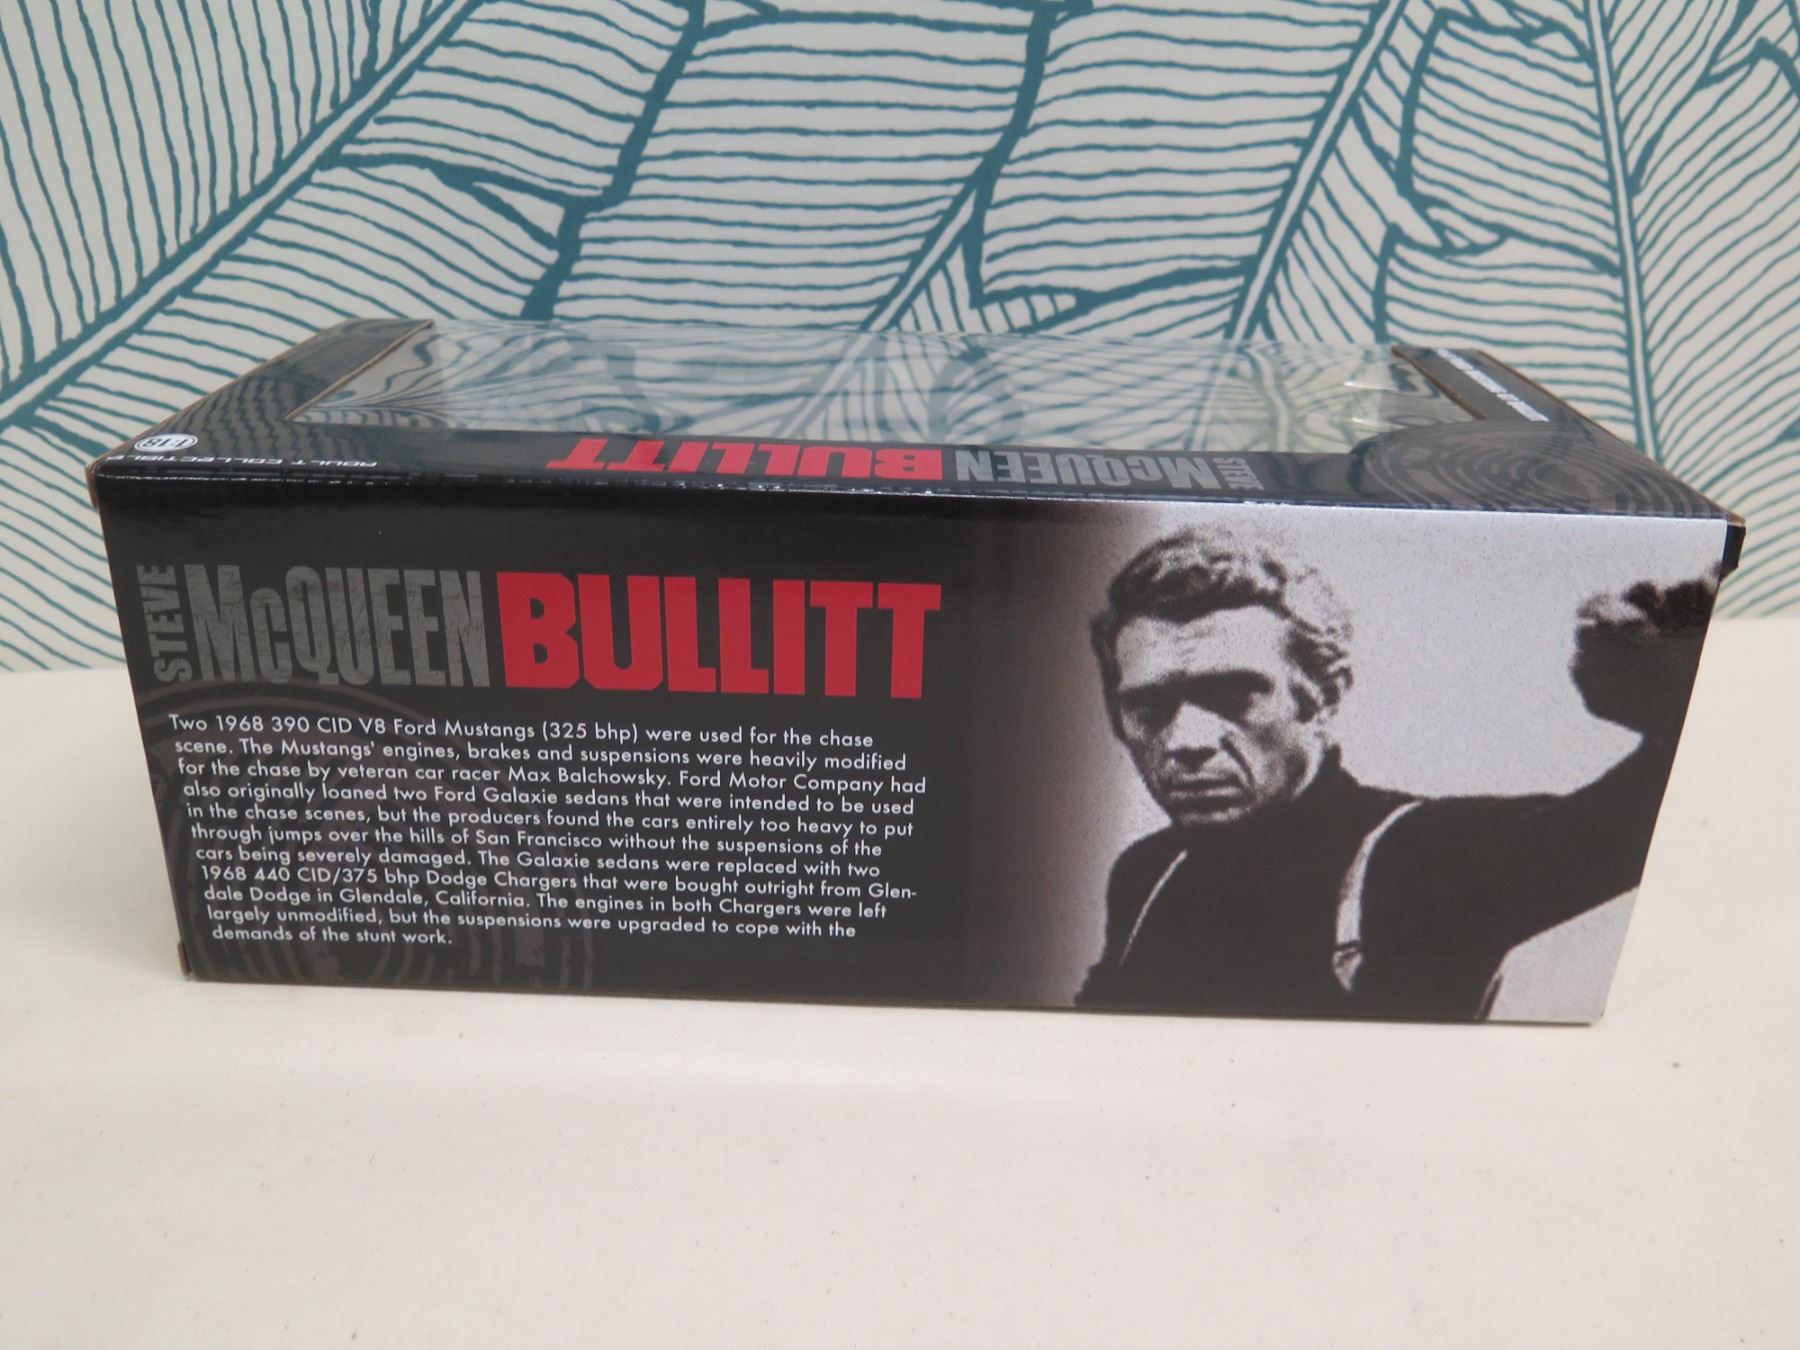 1:18
ADULT COLLECTIBLE
STEVE McQUEEN BULLITT
STEVE McQUEEN BULLITT
Two 1968 390 CID V8 Ford Mustangs (325 bhp) were used for the chase
scene. The Mustangs' engines, brakes and suspensions were heavily modified
for the chase by veteran car racer Max Balchowsky. Ford Motor Company had
also originally loaned two Ford Galaxie sedans that were intended to be used
in the chase scenes, but the producers found the cars entirely too heavy to put
through jumps over the hills of San Francisco without the suspensions of the
cars being severely damaged. The Galaxie sedans were replaced with two
1968 440 CID/375 bhp Dodge Chargers that were bought outright from Glen-
dale Dodge in Glendale, California. The engines in both Chargers were left
largely unmodified, but the suspensions were upgraded to cope with the
demands of the stunt work.